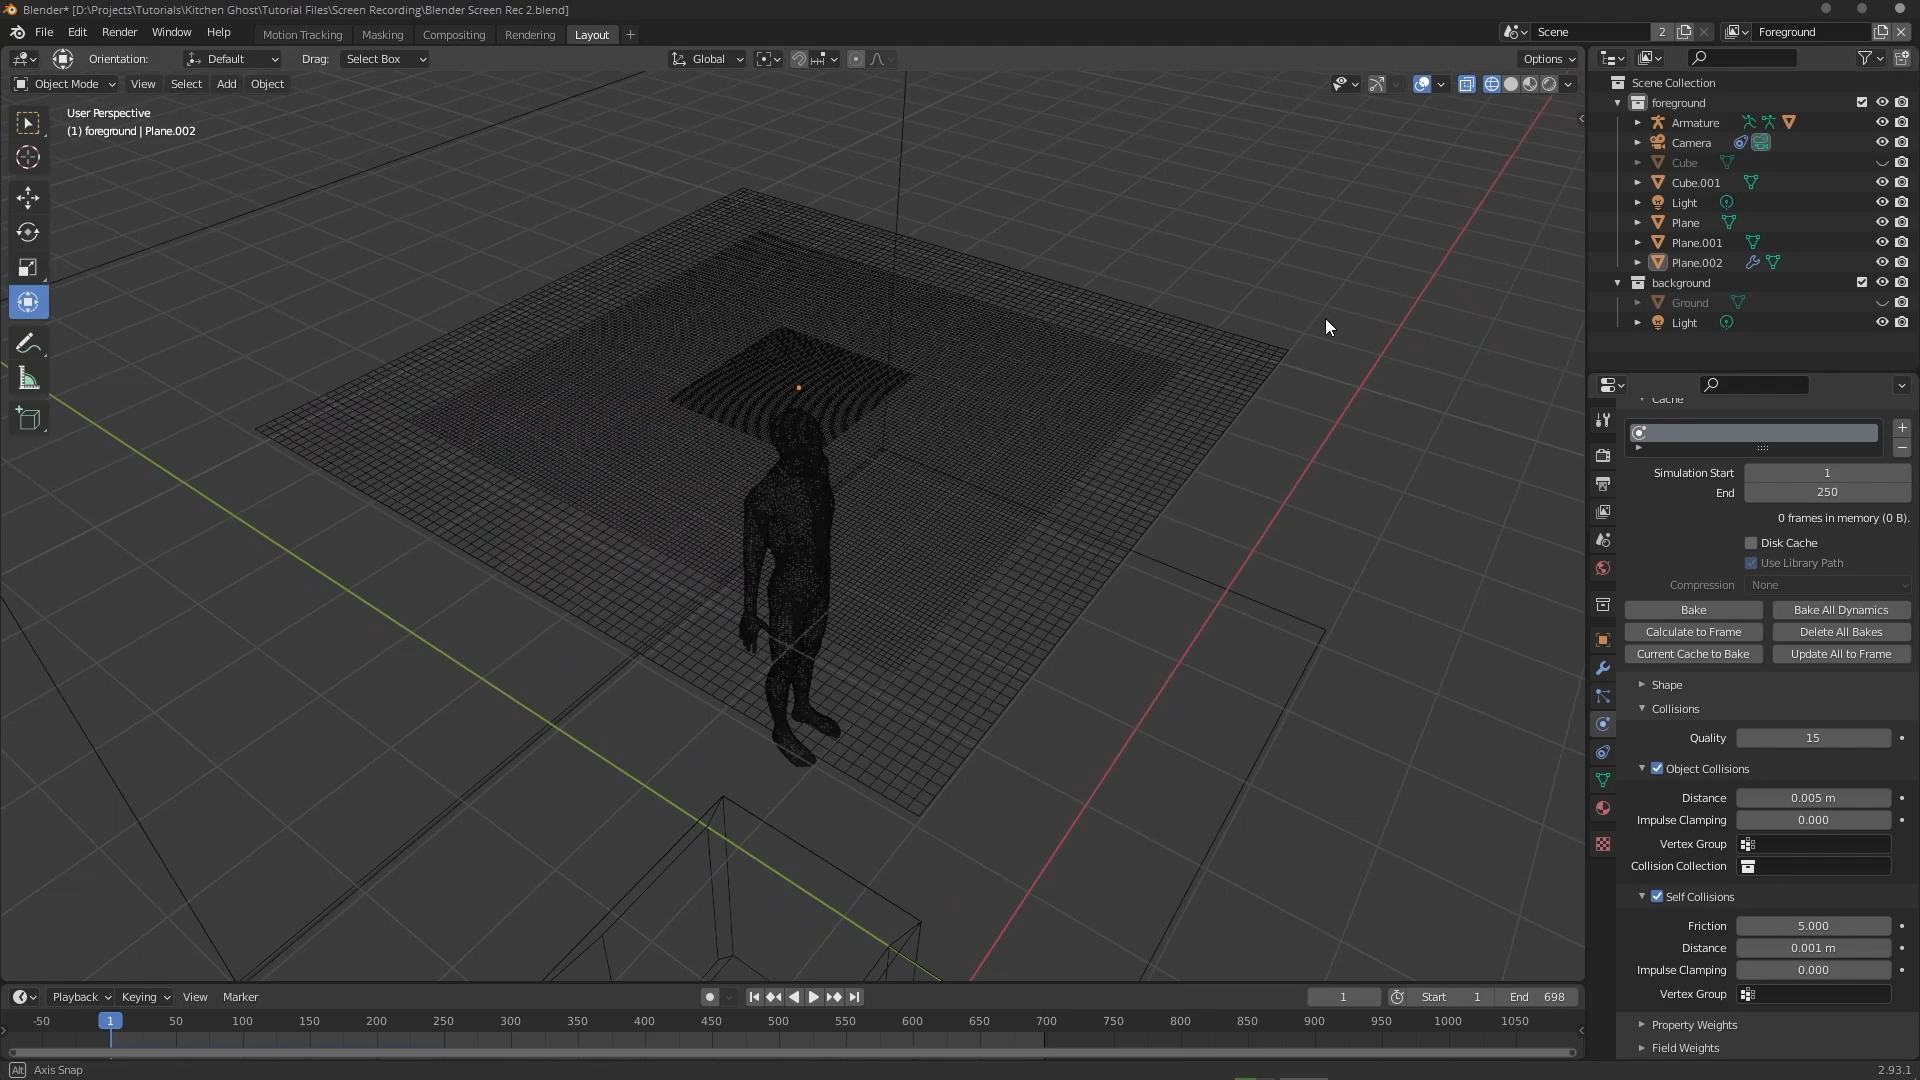 Blender* [D:\Projects\Tutorials\Kitchen Ghost\Tutorial Files\Screen Recording\Blender Screen Rec 2.blend]
File Edit Render Window Help
Motion Tracking Masking Compositing Rendering Layout +
Scene 2 Foreground
Orientation: Default Drag: Select Box Global Options
Object Mode View Select Add Object
User Perspective
(1) foreground | Plane.002
Scene Collection
foreground
Armature
Camera
Cube
Cube.001
Light
Plane
Plane.001
Plane.002
background
Ground
Light
Cache
Simulation Start 1
End 250
0 frames in memory (0 B).
Disk Cache
Use Library Path
Compression None
Bake Bake All Dynamics
Calculate to Frame Delete All Bakes
Current Cache to Bake Update All to Frame
Shape
Collisions
Quality 15
Object Collisions
Distance 0.005 m
Impulse Clamping 0.000
Vertex Group
Collision Collection
Self Collisions
Friction 5.000
Distance 0.001 m
Impulse Clamping 0.000
Vertex Group
Property Weights
Field Weights
Playback Keying View Marker 1 Start 1 End 698
-50 1 50 100 150 200 250 300 350 400 450 500 550 600 650 700 750 800 850 900 950 1000 1050
Alt Axis Snap 2.93.1